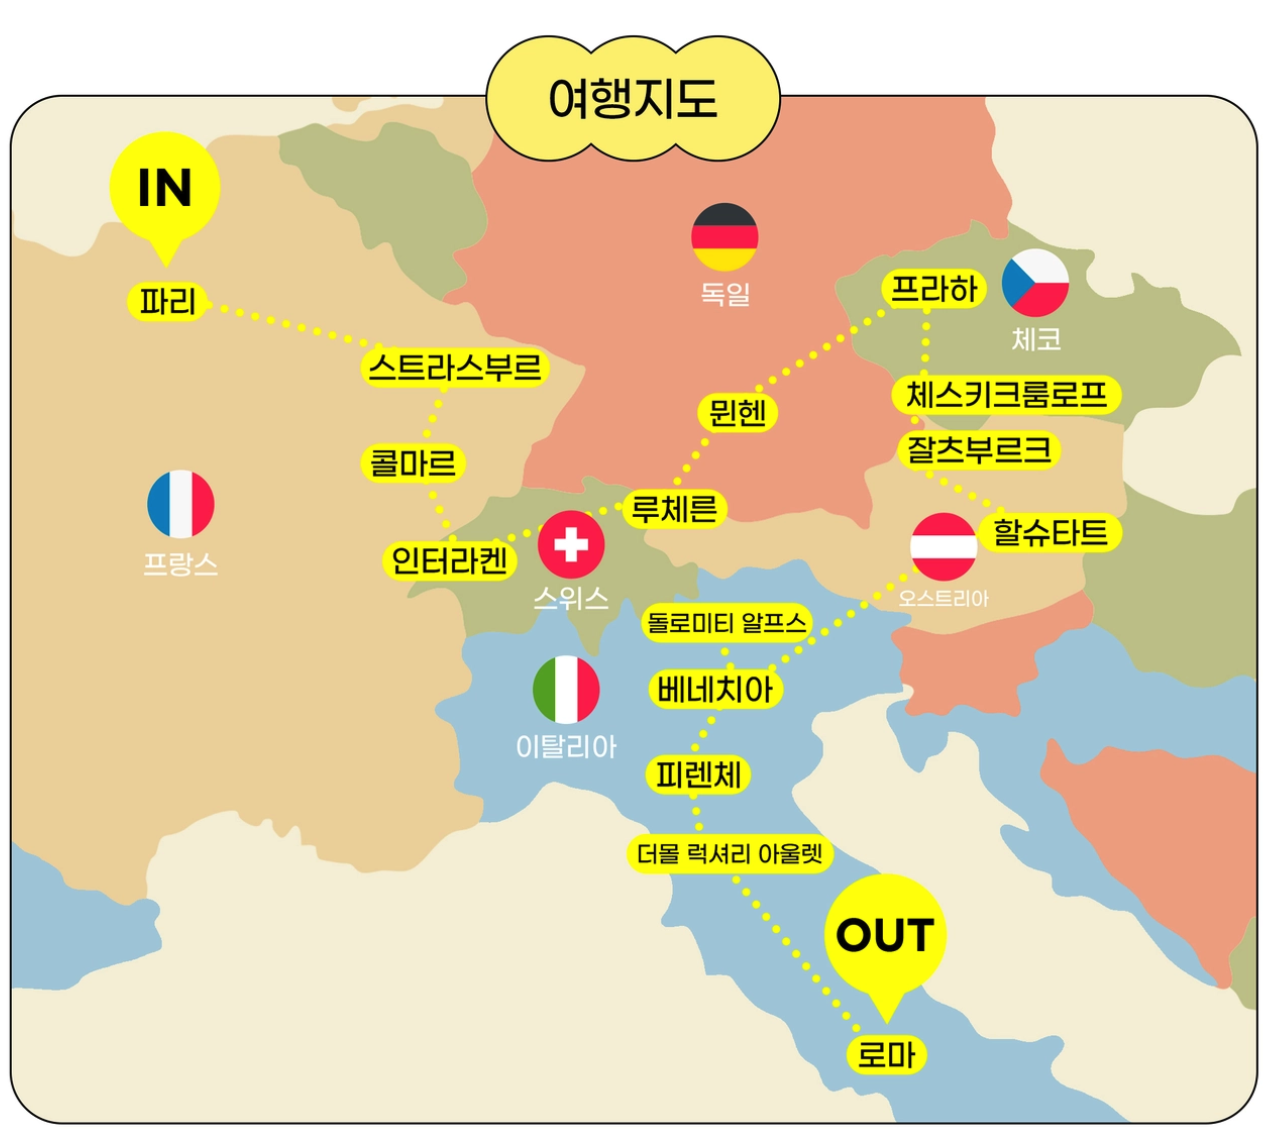 여행지도
IN
파리
독일
프라하
체코
스트라스부르
뮌헨
체스키크룸로프
콜마르
잘츠부르크
프랑스
루체른
할슈타트
인터라켄
스위스
오스트리아
돌로미티 알프스
베네치아
이탈리아
피렌체
더몰 럭셔리 아울렛
OUT
로마